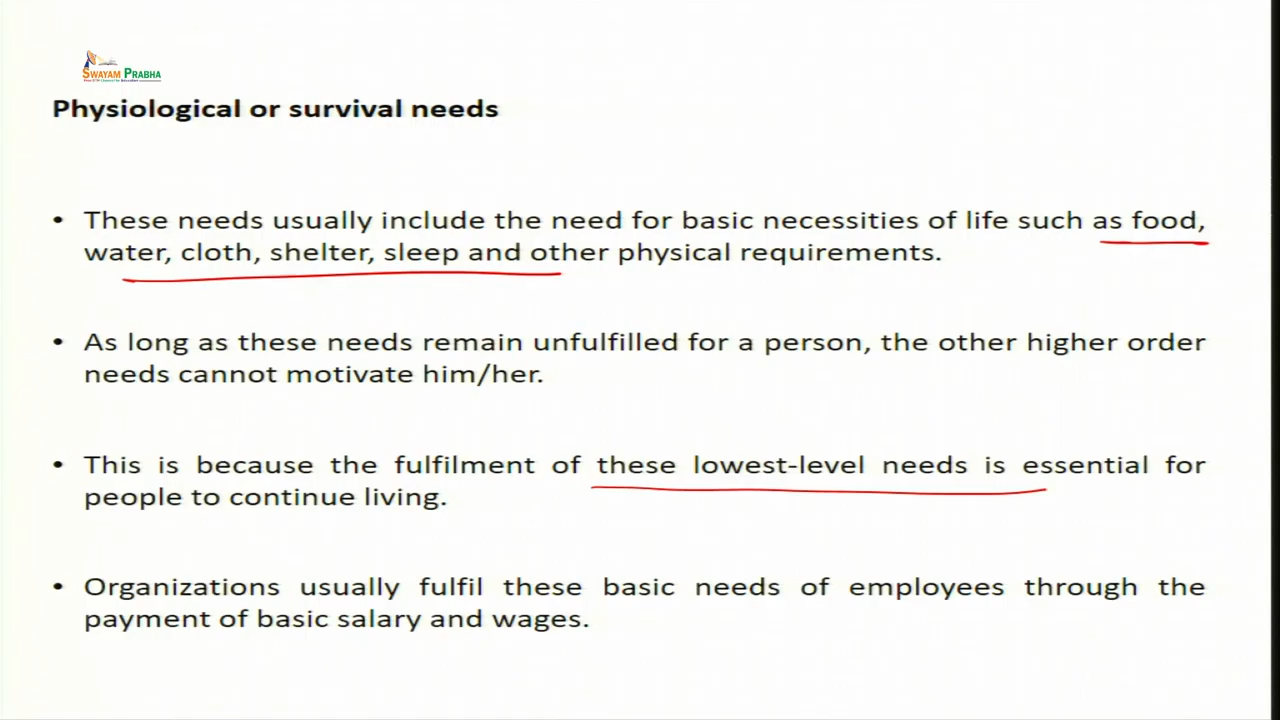 SWAYAM PRABHA
Physiological or survival needs
• These needs usually include the need for basic necessities of life such as food,
water, cloth, shelter, sleep and other physical requirements.
• As long as these needs remain unfulfilled for a person, the other higher order
needs cannot motivate him/her.
• This is because the fulfilment of these lowest-level needs is essential for
people to continue living.
• Organizations usually fulfil these basic needs of employees through the
payment of basic salary and wages.